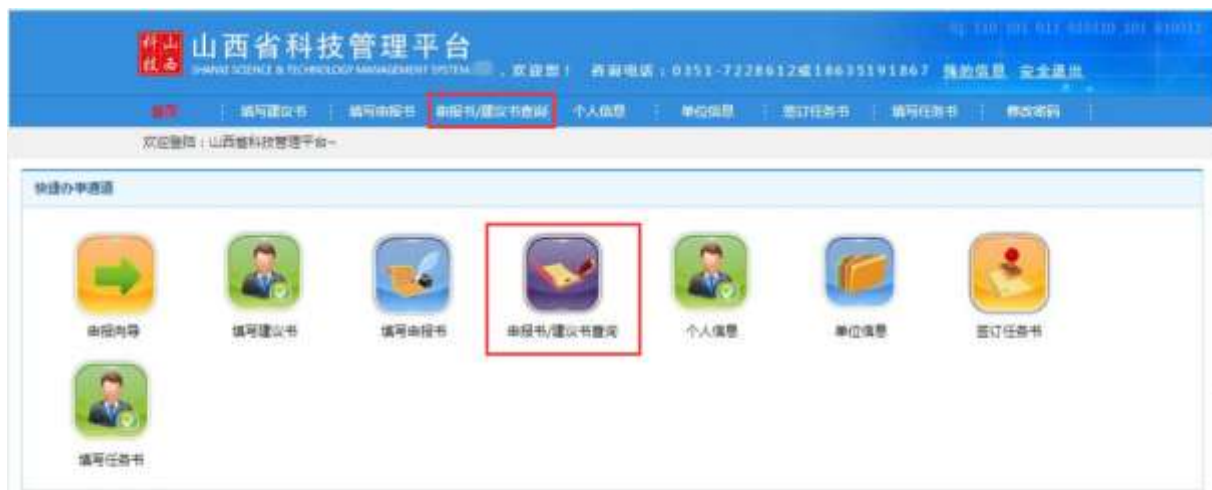 科山
技西
山西省科技管理平台
SHANXI SCIENCE & TECHNOLOGY MANAGEMENT SYSTEM
，欢迎您！ 咨询电话：0351-7228612或18635191867 我的信息 安全退出
首页 填写建议书 填写申报书 申报书/建议书查询 个人信息 单位信息 签订任务书 填写任务书 修改密码
欢迎登陆：山西省科技管理平台~
快捷办申通道
申报向导 填写建议书 填写申报书 申报书/建议书查询 个人信息 单位信息 签订任务书
填写任务书